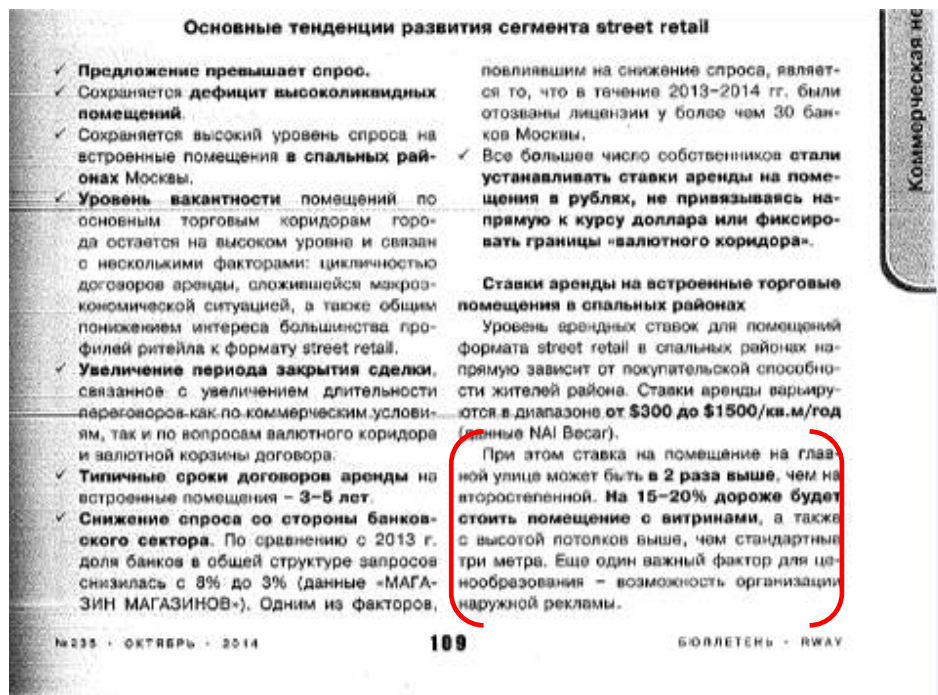 Основные тенденции развития сегмента street retail
✓ Предложение превышает спрос.
✓ Сохраняется дефицит высоколиквидных
помещений.
✓ Сохраняется высокий уровень спроса на
встроенные помещения в спальных рай-
онах Москвы.
✓ Уровень вакантности помещений по
основным торговым коридорам горо-
да остается на высоком уровне и связан
с несколькими факторами: цикличностью
договоров аренды, сложившейся макроэ-
кономической ситуацией, а также общим
понижением интереса большинства про-
филей ритейла к формату street retail.
✓ Увеличение периода закрытия сделки,
связанное с увеличением длительности
переговоров как по коммерческим услови-
ям, так и по вопросам валютного коридора
и валютной корзины договора.
✓ Типичные сроки договоров аренды на
встроенные помещения – 3–5 лет.
✓ Снижение спроса со стороны банков-
ского сектора. По сравнению с 2013 г.
доля банков в общей структуре запросов
снизилась с 8% до 3% (данные «МАГА-
ЗИН МАГАЗИНОВ»). Одним из факторов,
повлиявшим на снижение спроса, являет-
ся то, что в течение 2013–2014 гг. были
отозваны лицензии у более чем 30 бан-
ков Москвы.
✓ Все большее число собственников стали
устанавливать ставки аренды на поме-
щения в рублях, не привязываясь на-
прямую к курсу доллара или фиксиро-
вать границы «валютного коридора».
Ставки аренды на встроенные торговые
помещения в спальных районах
Уровень арендных ставок для помещений
формата street retail в спальных районах на-
прямую зависит от покупательской способно-
сти жителей района. Ставки аренды варьиру-
ются в диапазоне от $300 до $1500/кв.м/год
(данные NAI Becar).
При этом ставка на помещение на глав-
ной улице может быть в 2 раза выше, чем на
второстепенной. На 15–20% дороже будет
стоить помещение с витринами, а также
с высотой потолков выше, чем стандартные
три метра. Еще один важный фактор для це-
нообразования – возможность организации
наружной рекламы.
Коммерческая
№235 · ОКТЯБРЬ · 2014
109
БЮЛЛЕТЕНЬ · RWAY